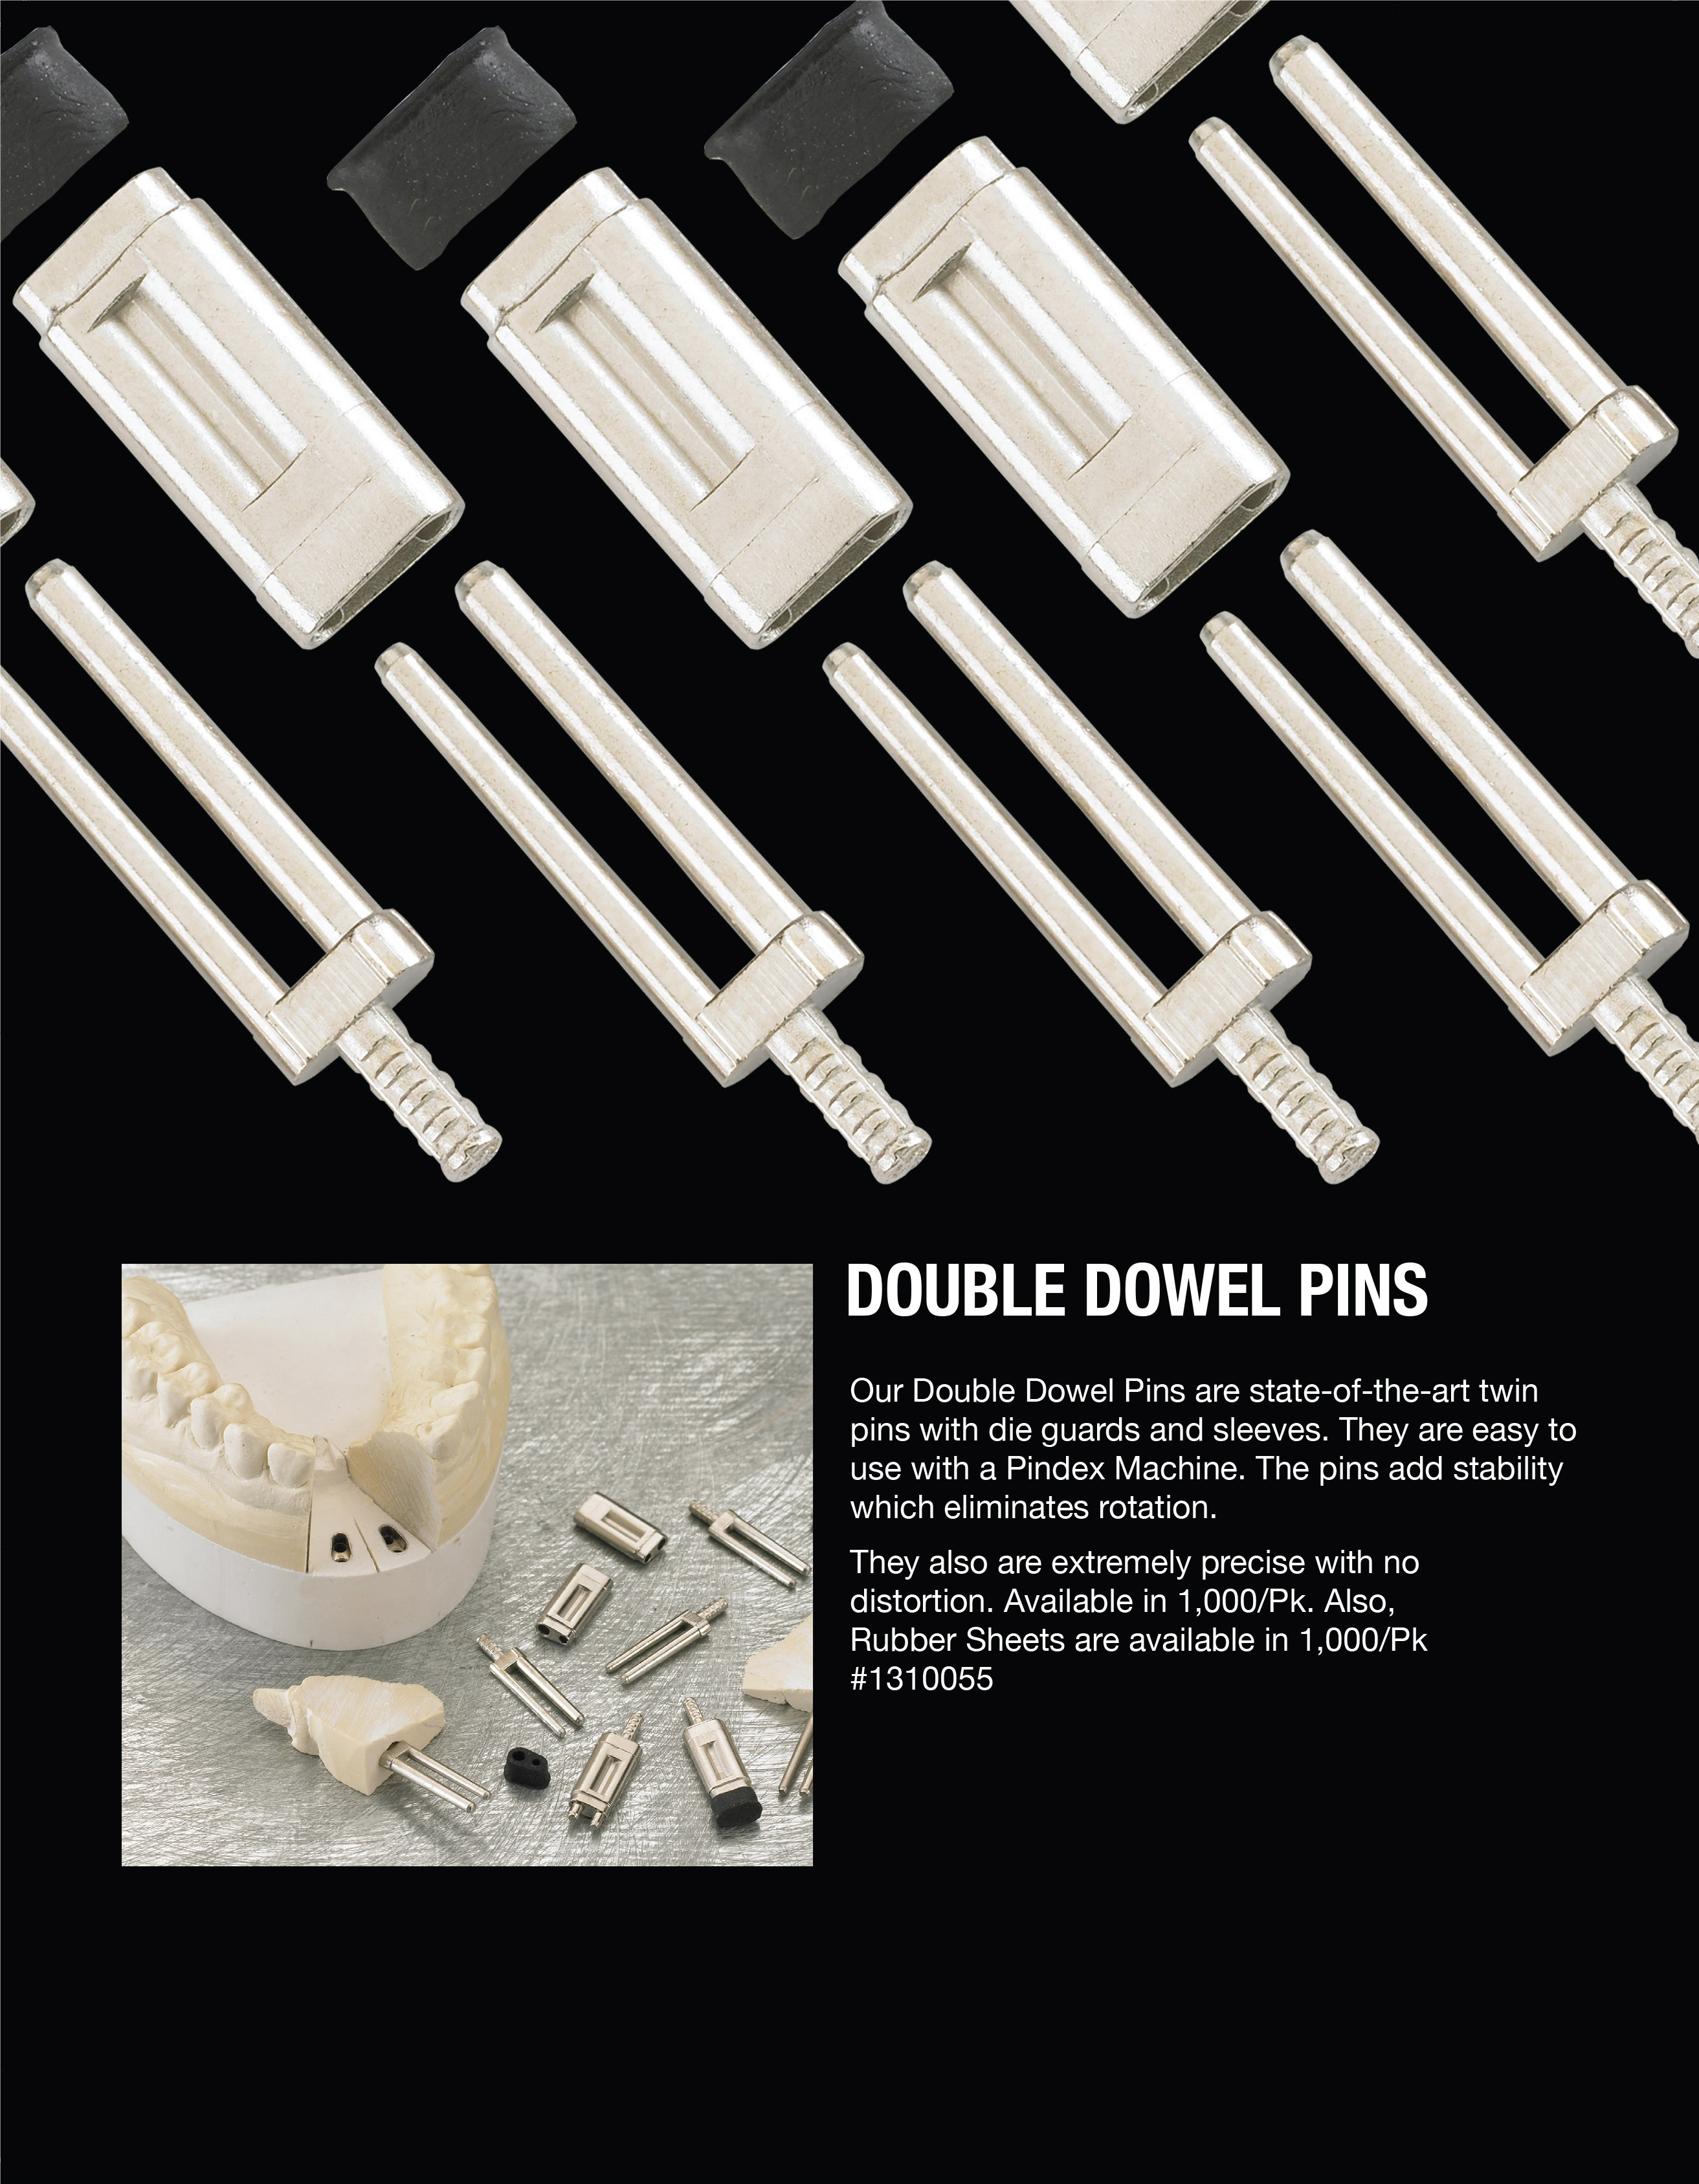 DOUBLE DOWEL PINS
Our Double Dowel Pins are state-of-the-art twin
pins with die guards and sleeves. They are easy to
use with a Pindex Machine. The pins add stability
which eliminates rotation.
They also are extremely precise with no
distortion. Available in 1,000/Pk. Also,
Rubber Sheets are available in 1,000/Pk
#1310055